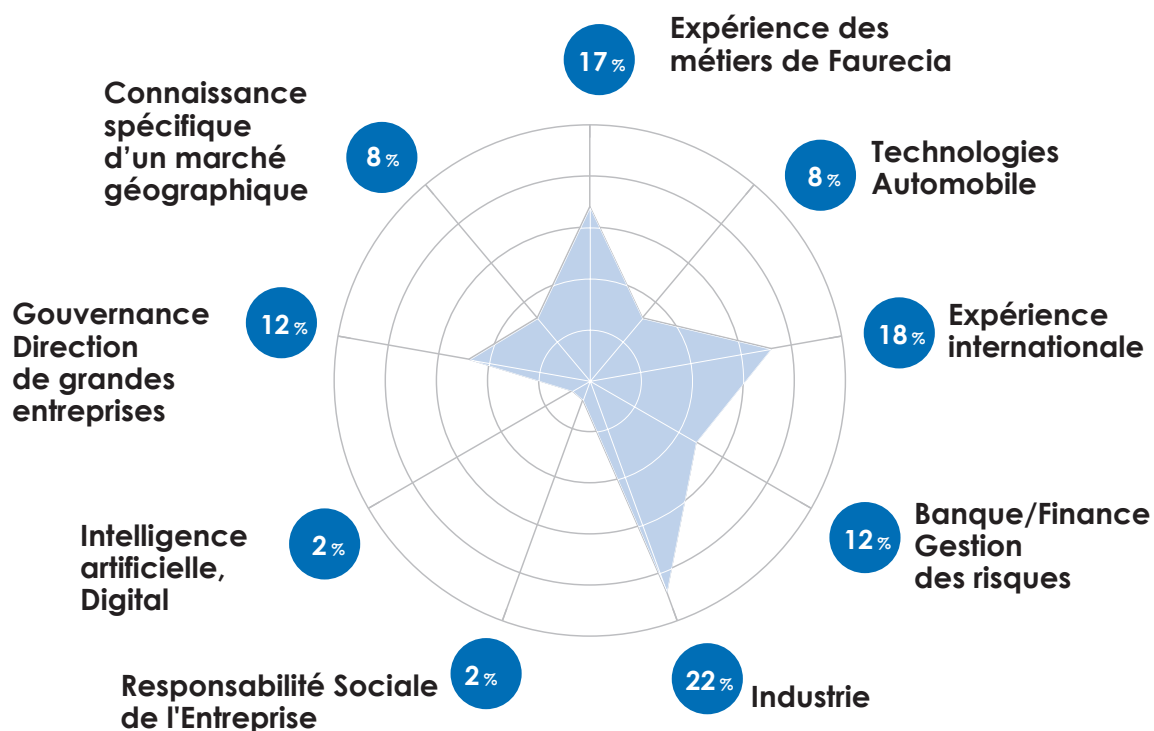 17 %
Expérience des
métiers de Faurecia
8 %
Technologies
Automobile
18 %
Expérience
internationale
12 %
Banque/Finance
Gestion
des risques
22 %
Industrie
2 %
Responsabilité Sociale
de l'Entreprise
2 %
Intelligence
artificielle,
Digital
12 %
Gouvernance
Direction
de grandes
entreprises
8 %
Connaissance
spécifique
d’un marché
géographique